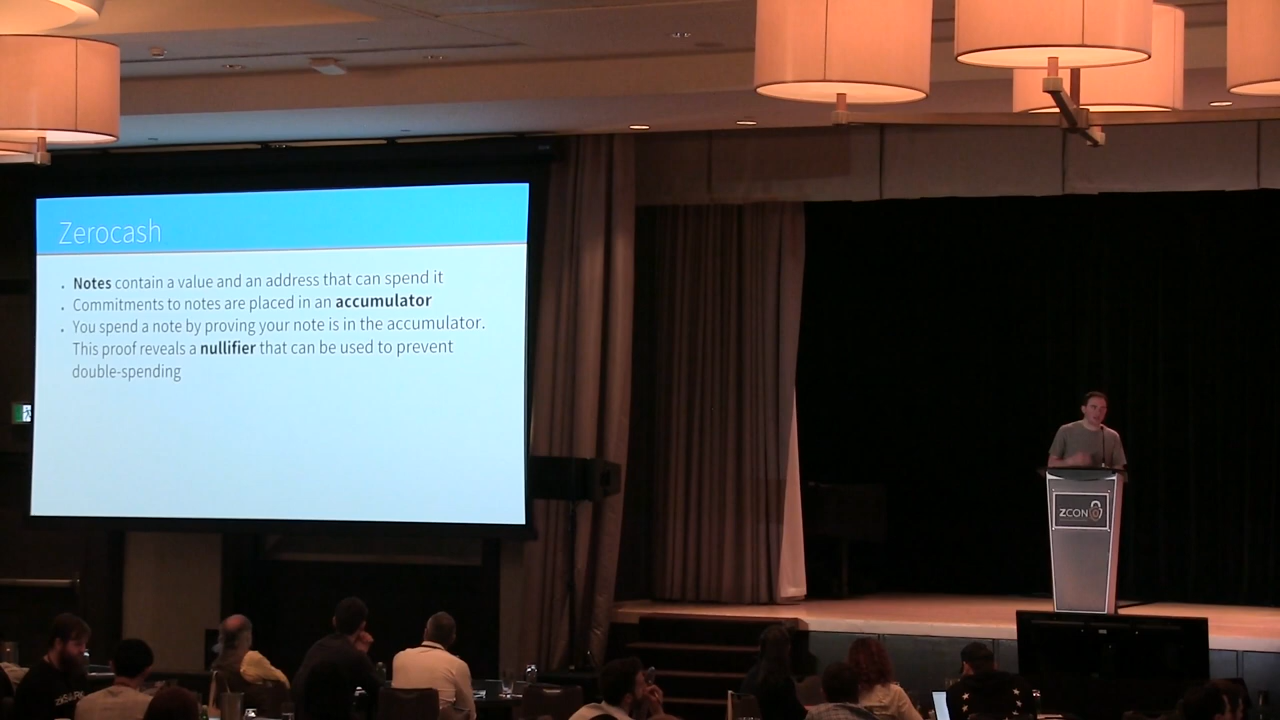 Zerocash
• Notes contain a value and an address that can spend it
• Commitments to notes are placed in an accumulator
• You spend a note by proving your note is in the accumulator.
This proof reveals a nullifier that can be used to prevent
double-spending
ZCON0